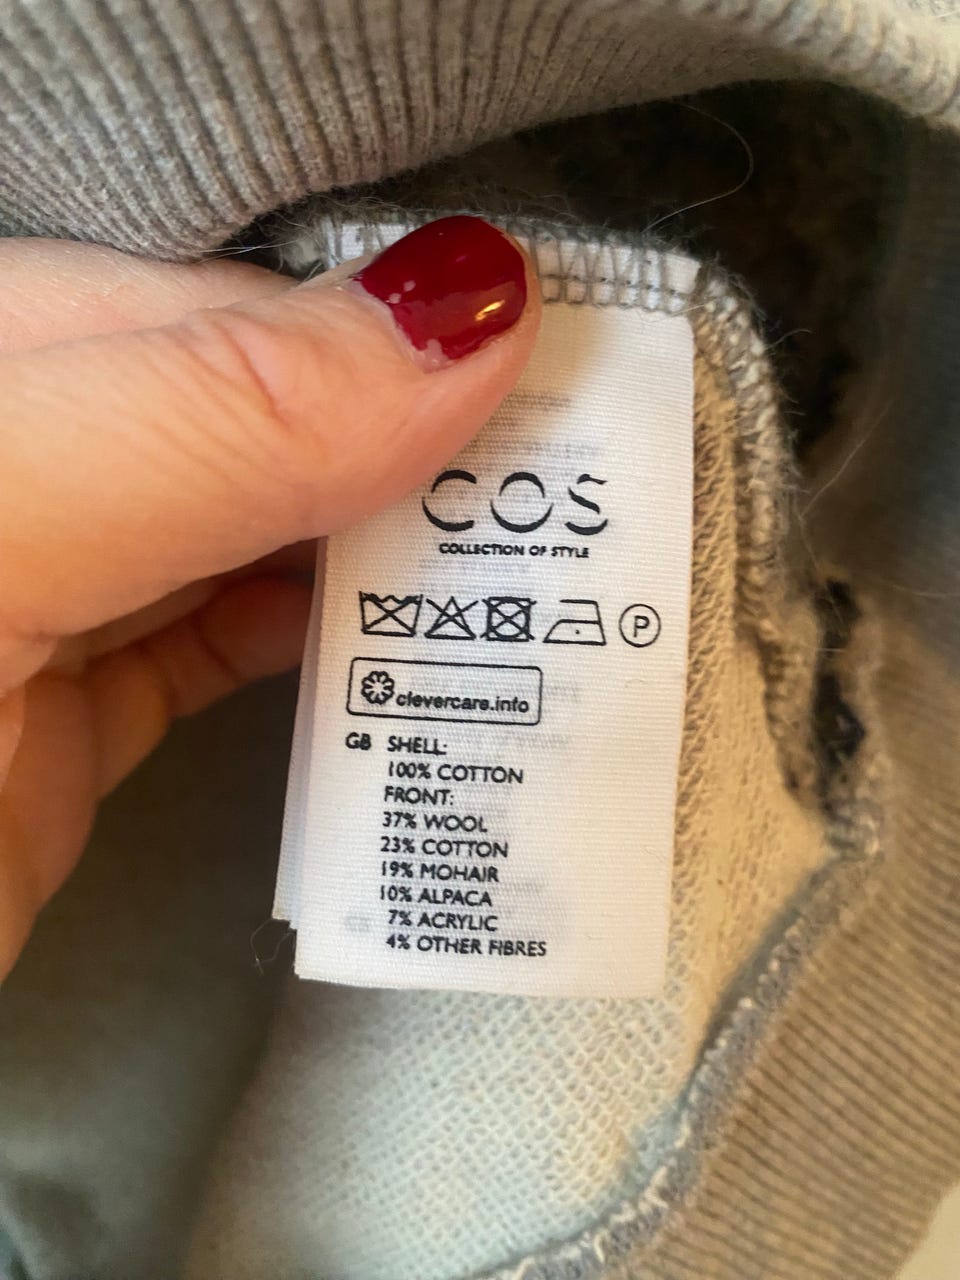 COS
COLLECTION OF STYLE
P
clevercare.info
GB SHELL:
100% COTTON
FRONT:
37% WOOL
23% COTTON
19% MOHAIR
10% ALPACA
7% ACRYLIC
4% OTHER FIBRES